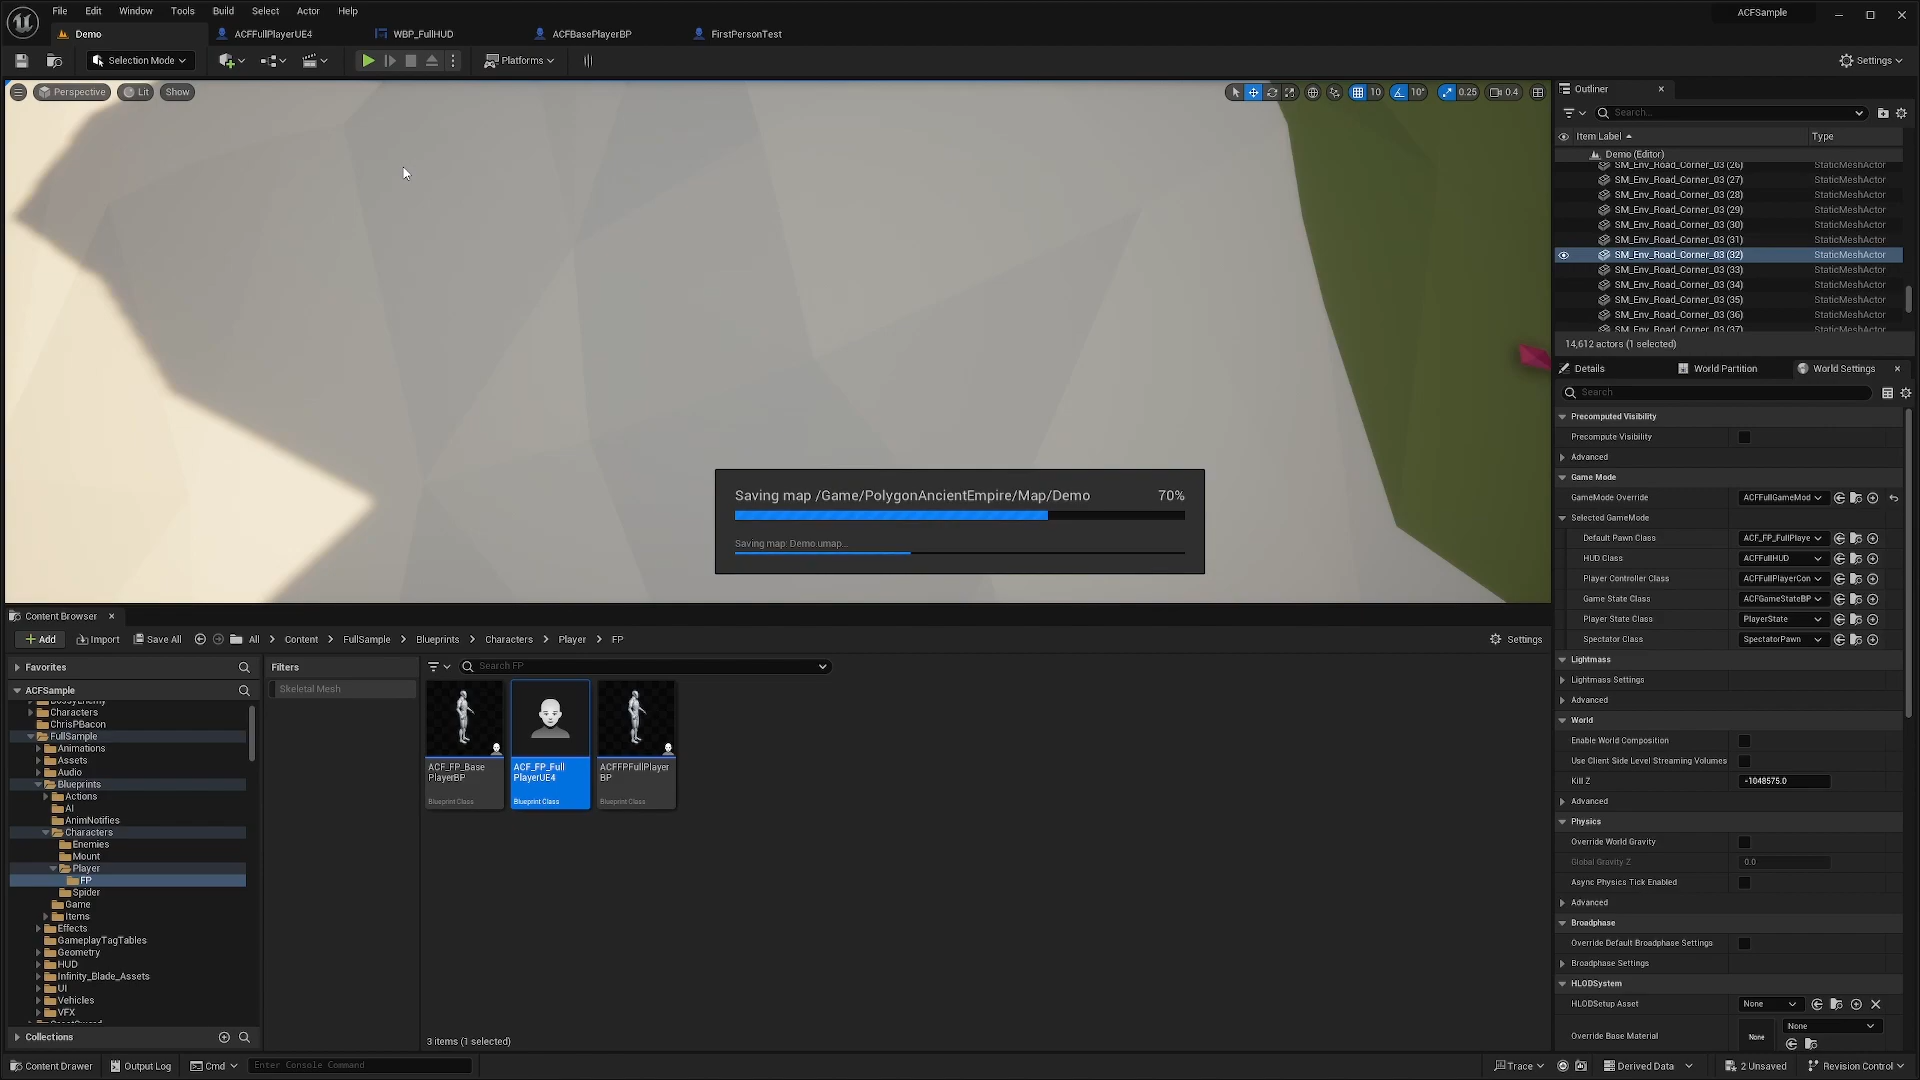 File Edit Window Tools Build Select Actor Help
ACFSample
Demo
ACFFullPlayerUE4
WBP_FullHUD
ACFBasePlayerBP
FirstPersonTest
Selection Mode
Platforms
Settings
Perspective Lit Show
10 10° 0.25 0.4
Outliner
Search...
Item Label Type
Demo (Editor)
SM_Env_Road_Corner_03 (26) StaticMeshActor
SM_Env_Road_Corner_03 (27) StaticMeshActor
SM_Env_Road_Corner_03 (28) StaticMeshActor
SM_Env_Road_Corner_03 (29) StaticMeshActor
SM_Env_Road_Corner_03 (30) StaticMeshActor
SM_Env_Road_Corner_03 (31) StaticMeshActor
SM_Env_Road_Corner_03 (32) StaticMeshActor
SM_Env_Road_Corner_03 (33) StaticMeshActor
SM_Env_Road_Corner_03 (34) StaticMeshActor
SM_Env_Road_Corner_03 (35) StaticMeshActor
SM_Env_Road_Corner_03 (36) StaticMeshActor
SM_Env_Road_Corner_03 (37) StaticMeshActor
14,612 actors (1 selected)
Details World Partition World Settings
Search
Precomputed Visibility
Precompute Visibility
Advanced
Game Mode
GameMode Override ACFFullGameMod
Selected GameMode
Default Pawn Class ACF_FP_FullPlaye
HUD Class ACFFullHUD
Player Controller Class ACFFullPlayerCon
Game State Class ACFGameStateBP
Player State Class PlayerState
Spectator Class SpectatorPawn
Lightmass
Lightmass Settings
Advanced
World
Enable World Composition
Use Client Side Level Streaming Volumes
Kill Z -1048575.0
Advanced
Physics
Override World Gravity
Global Gravity Z 0.0
Async Physics Tick Enabled
Advanced
Broadphase
Override Default Broadphase Settings
Broadphase Settings
HLODSystem
HLODSetup Asset None
Override Base Material None None
Saving map /Game/PolygonAncientEmpire/Map/Demo 70%
Saving map: Demo.umap...
Content Browser
Add Import Save All All Content FullSample Blueprints Characters Player FP Settings
Favorites
ACFSample
Characters
ChrisPBacon
FullSample
Animations
Assets
Audio
Blueprints
Actions
AI
AnimNotifies
Characters
Enemies
Mount
Player
FP
Spider
Game
Items
Effects
GameplayTagTables
Geometry
HUD
Infinity_Blade_Assets
UI
Vehicles
VFX
Collections
Filters
Skeletal Mesh
Search FP
ACF_FP_Base
PlayerBP
Blueprint Class
ACF_FP_Full
PlayerUE4
Blueprint Class
ACFFPFullPlayer
BP
Blueprint Class
3 items (1 selected)
Content Drawer Output Log Cmd Enter Console Command
Trace Derived Data 2 Unsaved Revision Control